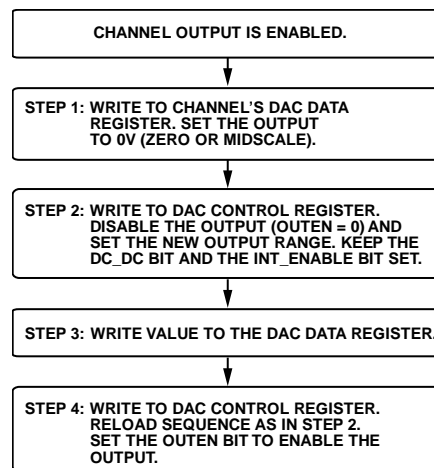 CHANNEL OUTPUT IS ENABLED.
STEP 1: WRITE TO CHANNEL'S DAC DATA
REGISTER. SET THE OUTPUT
TO 0V (ZERO OR MIDSCALE).
STEP 2: WRITE TO DAC CONTROL REGISTER.
DISABLE THE OUTPUT (OUTEN = 0) AND
SET THE NEW OUTPUT RANGE. KEEP THE
DC_DC BIT AND THE INT_ENABLE BIT SET.
STEP 3: WRITE VALUE TO THE DAC DATA REGISTER.
STEP 4: WRITE TO DAC CONTROL REGISTER.
RELOAD SEQUENCE AS IN STEP 2.
SET THE OUTEN BIT TO ENABLE THE
OUTPUT.